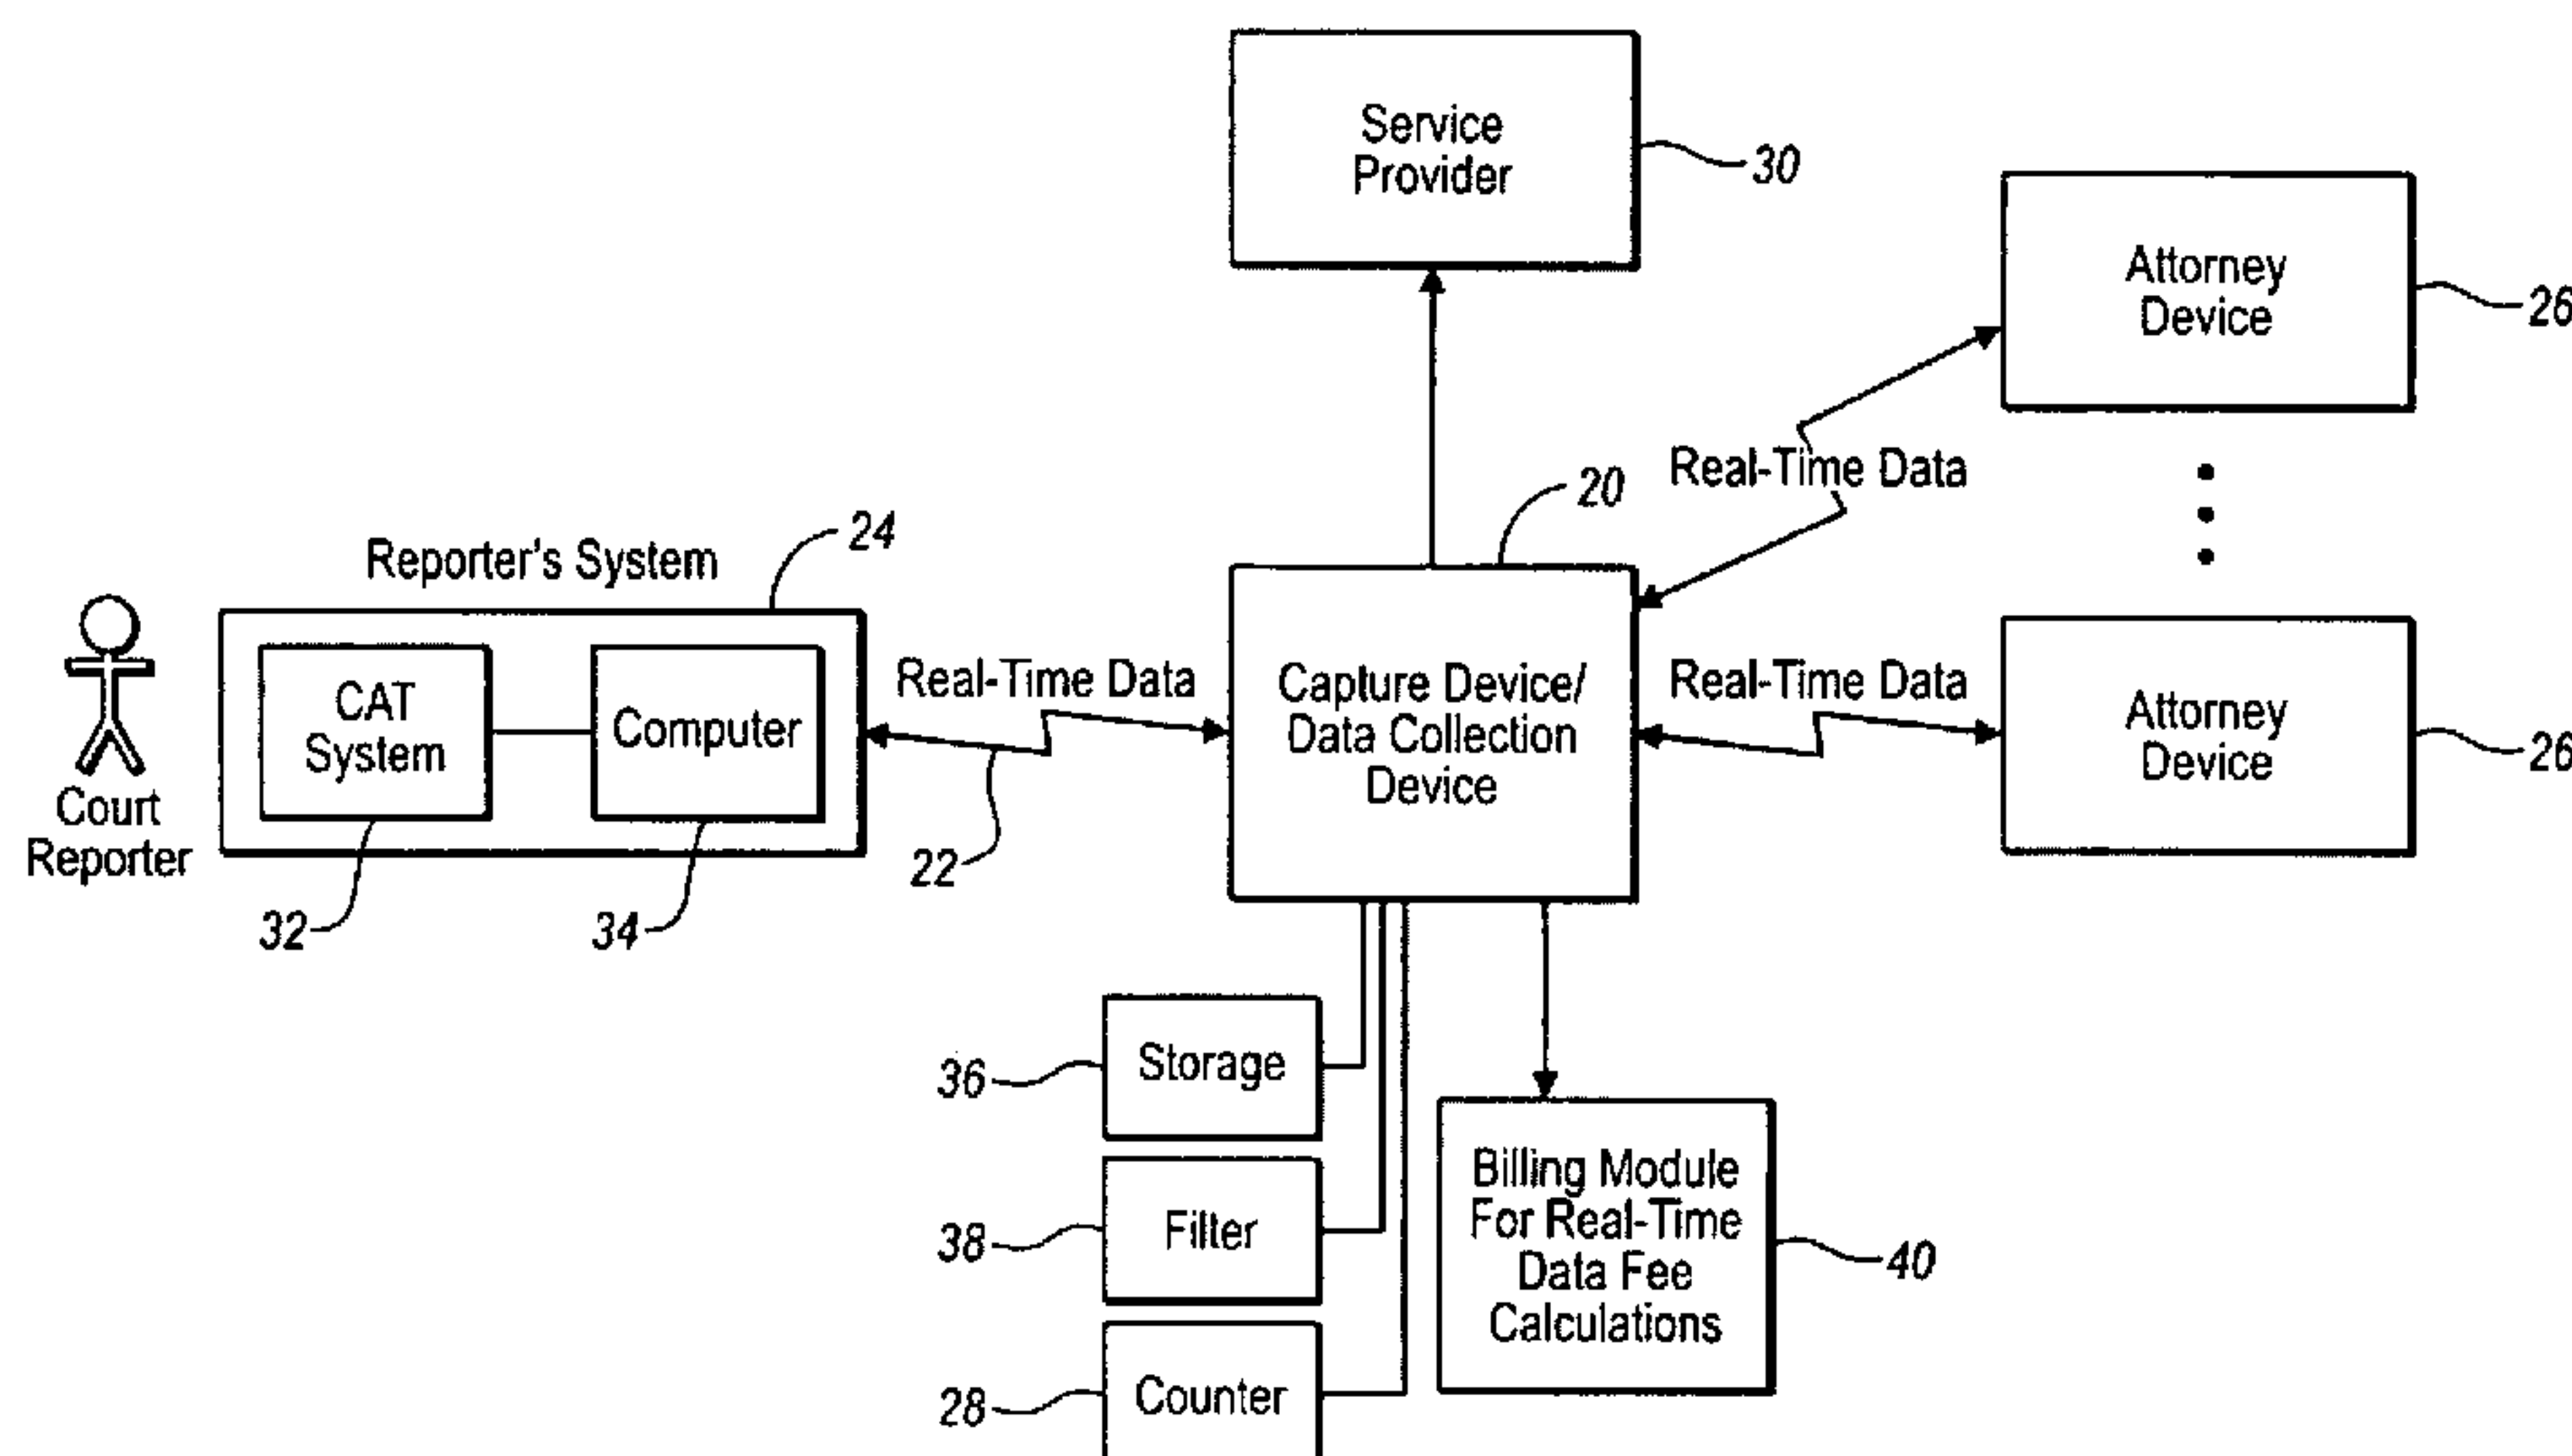 Service
Provider
30
Attorney
Device
26
Real-Time Data
20
Reporter's System
24
Court
Reporter
CAT
System
32
Computer
34
Real-Time Data
22
Capture Device/
Data Collection
Device
Real-Time Data
Attorney
Device
26
Storage
36
Filter
38
Counter
28
Billing Module
For Real-Time
Data Fee
Calculations
40